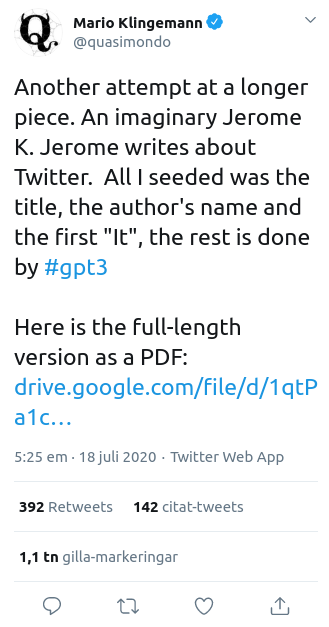 Mario Klingemann
@quasimondo
Another attempt at a longer
piece. An imaginary Jerome
K. Jerome writes about
Twitter.  All I seeded was the
title, the author's name and
the first "It", the rest is done
by #gpt3
Here is the full-length
version as a PDF:
drive.google.com/file/d/1qtP
a1c…
5:25 em · 18 juli 2020 · Twitter Web App
392 Retweets 142 citat-tweets
1,1 tn gilla-markeringar